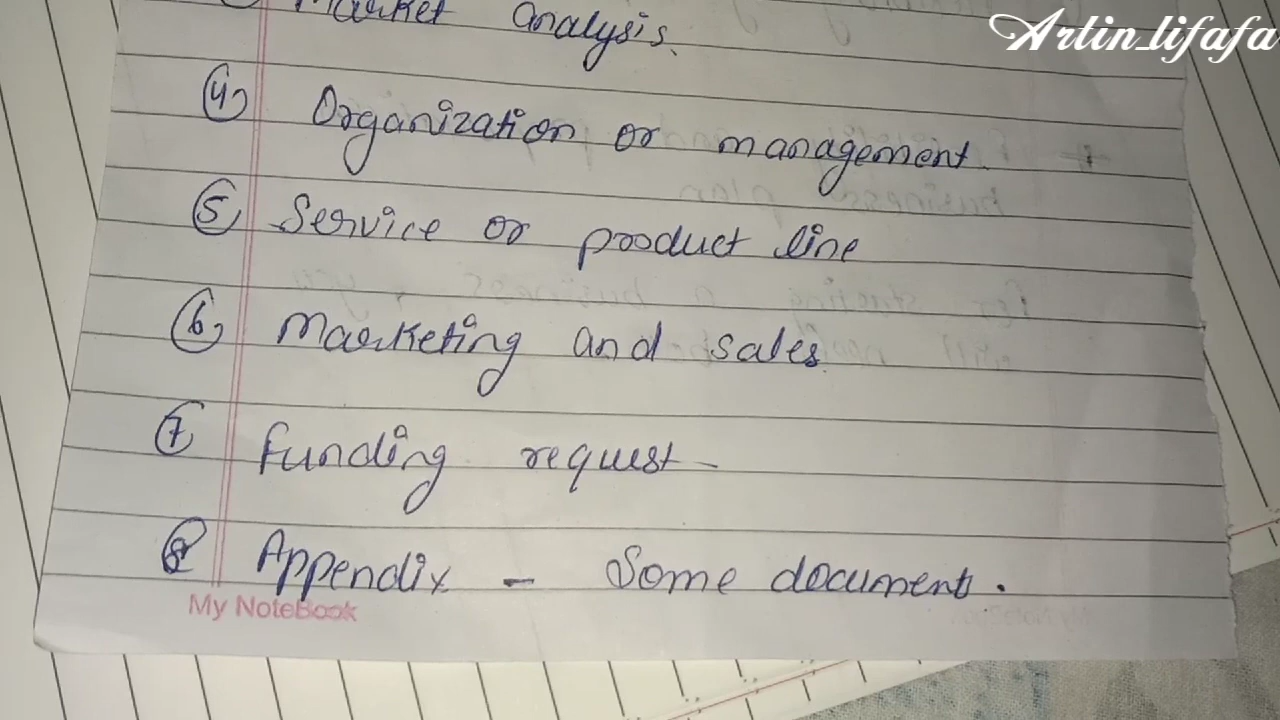 Market Analysis.
Artin_lifafa
④ Organization or management.
⑤ Service or product line
⑥ Marketing and sales.
⑦ Funding request -
⑧ Appendix - Some document.
My NoteBook